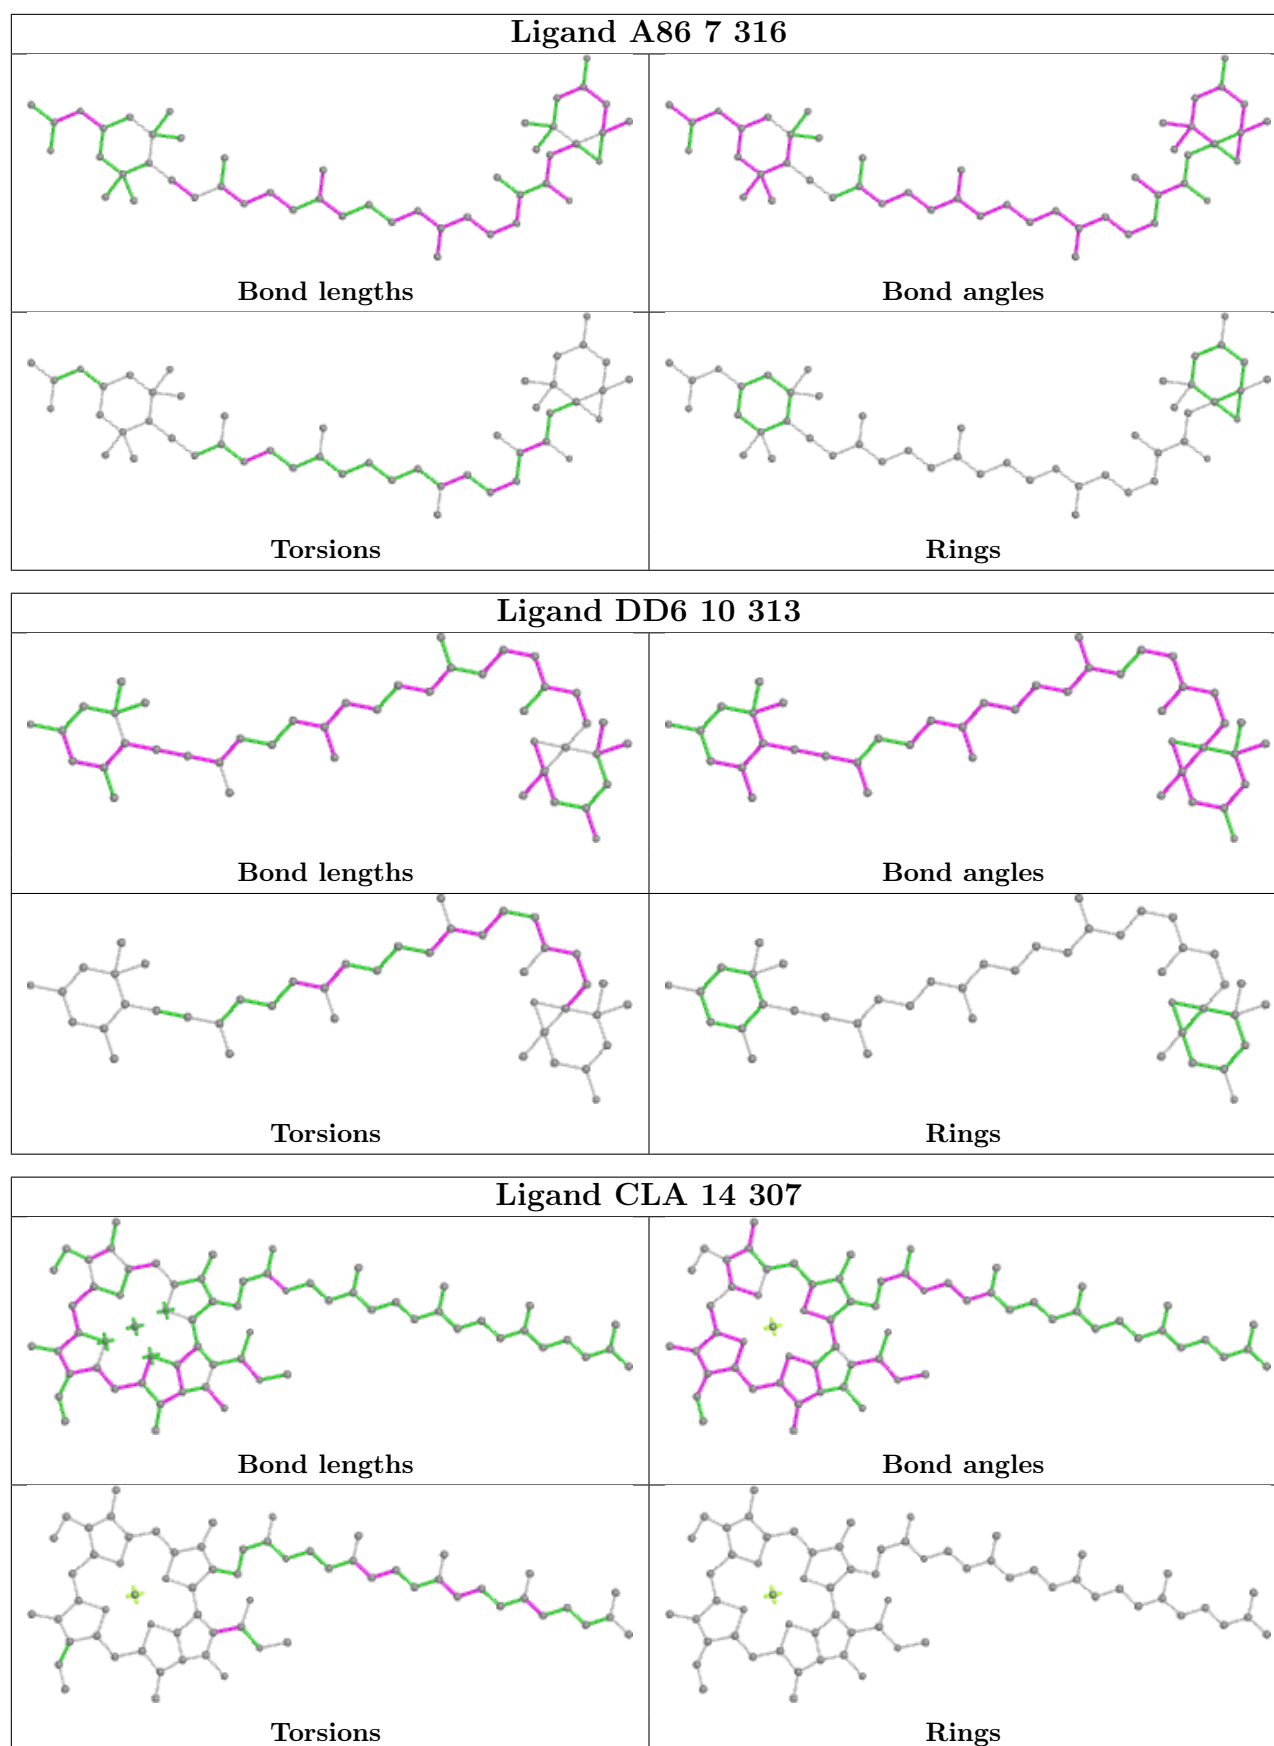 Ligand A86 7 316
Bond lengths
Bond angles
Torsions
Rings
Ligand DD6 10 313
Bond lengths
Bond angles
Torsions
Rings
Ligand CLA 14 307
Bond lengths
Bond angles
Torsions
Rings